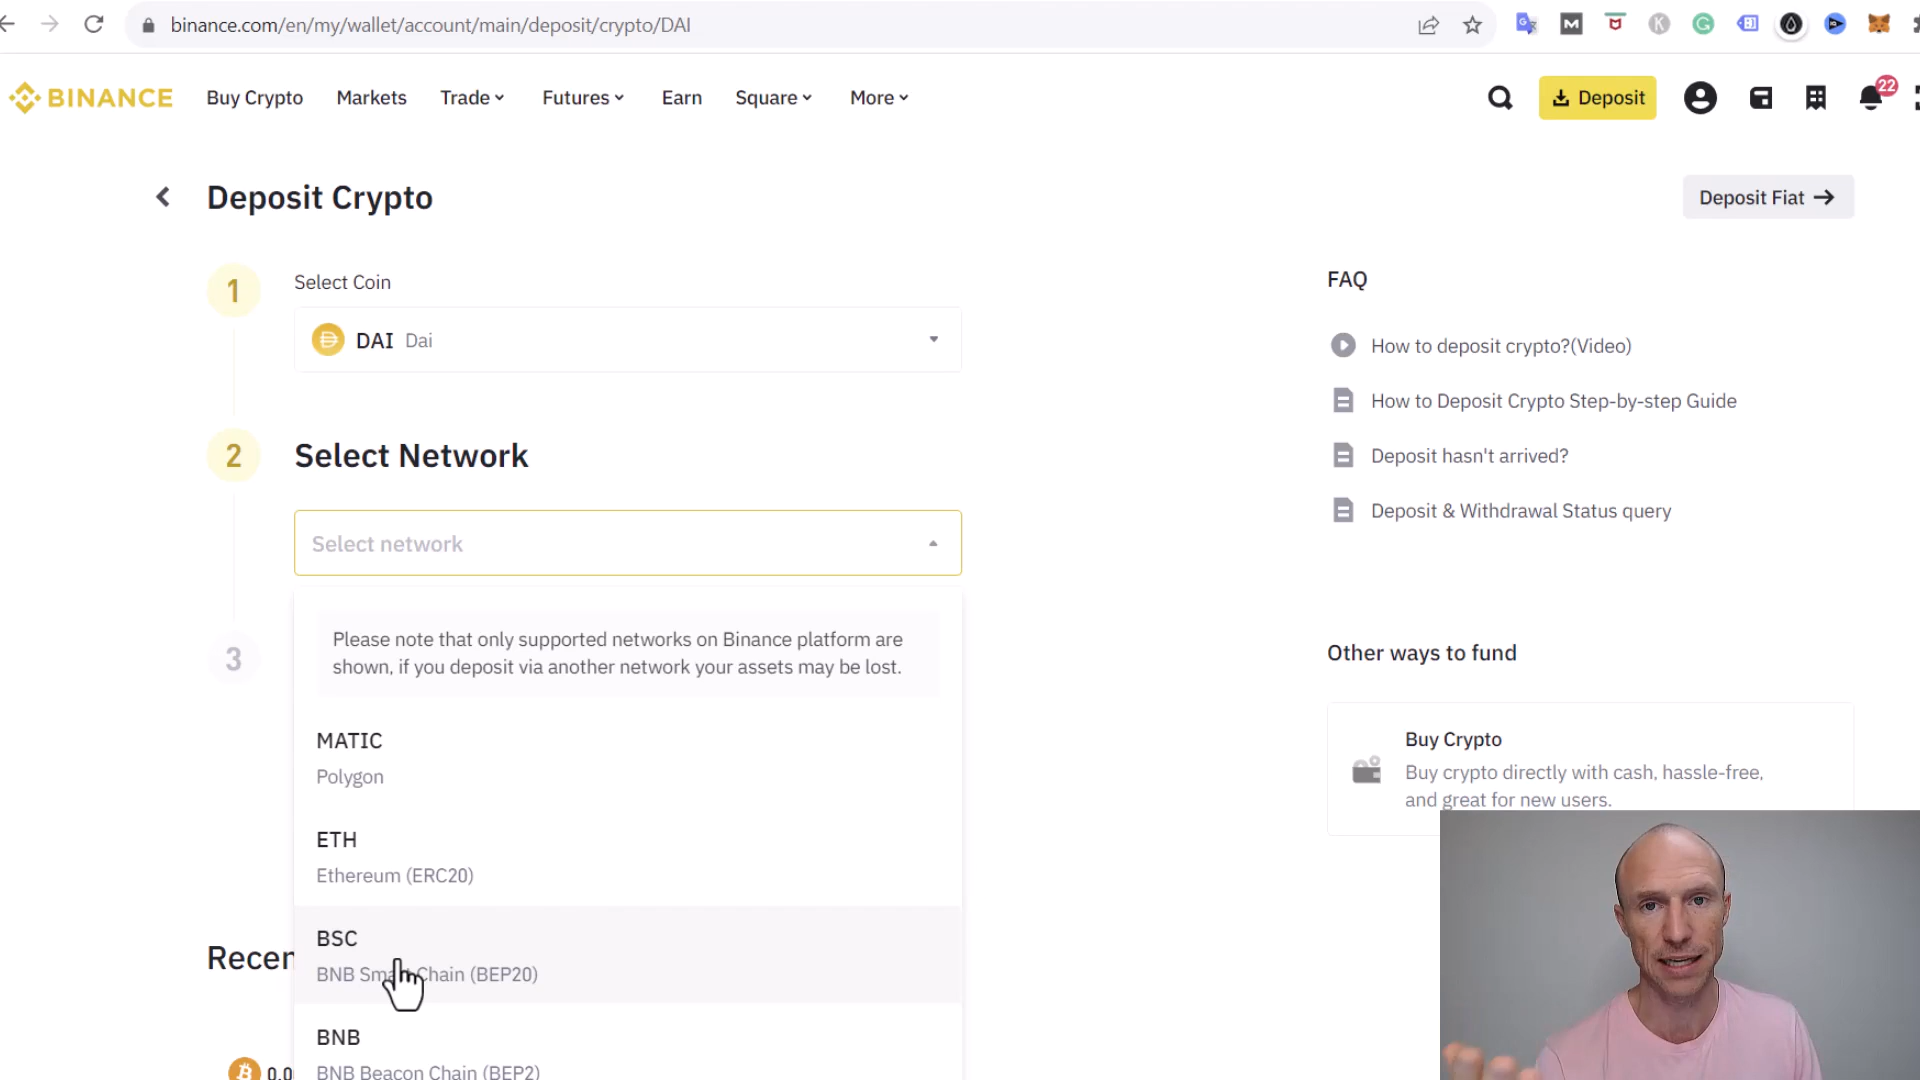 binance.com/en/my/wallet/account/main/deposit/crypto/DAI
BINANCE
Buy Crypto
Markets
Trade
Futures
Earn
Square
More
Deposit
22
Deposit Crypto
Deposit Fiat
1
Select Coin
DAI Dai
2
Select Network
Select network
Please note that only supported networks on Binance platform are
shown, if you deposit via another network your assets may be lost.
3
MATIC
Polygon
ETH
Ethereum (ERC20)
BSC
BNB Smart Chain (BEP20)
BNB
BNB Beacon Chain (BEP2)
Recen
0.0
FAQ
How to deposit crypto?(Video)
How to Deposit Crypto Step-by-step Guide
Deposit hasn't arrived?
Deposit & Withdrawal Status query
Other ways to fund
Buy Crypto
Buy crypto directly with cash, hassle-free,
and great for new users.